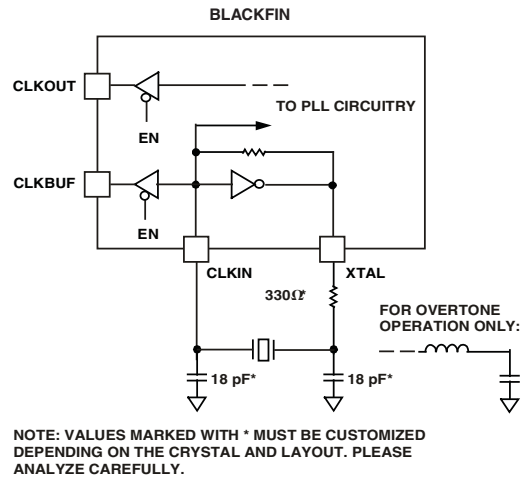 BLACKFIN
CLKOUT
TO PLL CIRCUITRY
EN
CLKBUF
EN
CLKIN
XTAL
330Ω*
FOR OVERTONE
OPERATION ONLY:
18 pF*
18 pF*
NOTE: VALUES MARKED WITH * MUST BE CUSTOMIZED
DEPENDING ON THE CRYSTAL AND LAYOUT. PLEASE
ANALYZE CAREFULLY.